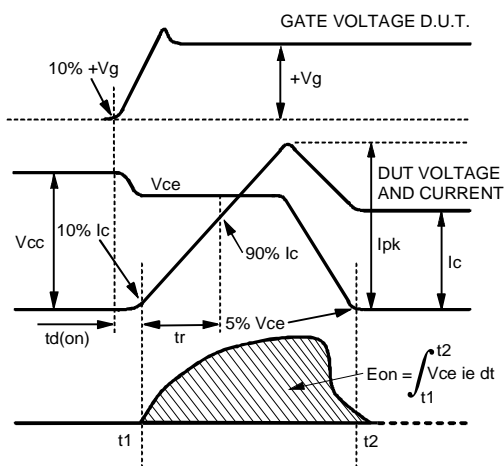 GATE VOLTAGE D.U.T.
10% +Vg
+Vg
Vce
DUT VOLTAGE
AND CURRENT
Vcc
10% Ic
90% Ic
Ipk
Ic
td(on)
tr
5% Vce
Eon = ∫ Vce ie dt
t2
t1
t1
t2